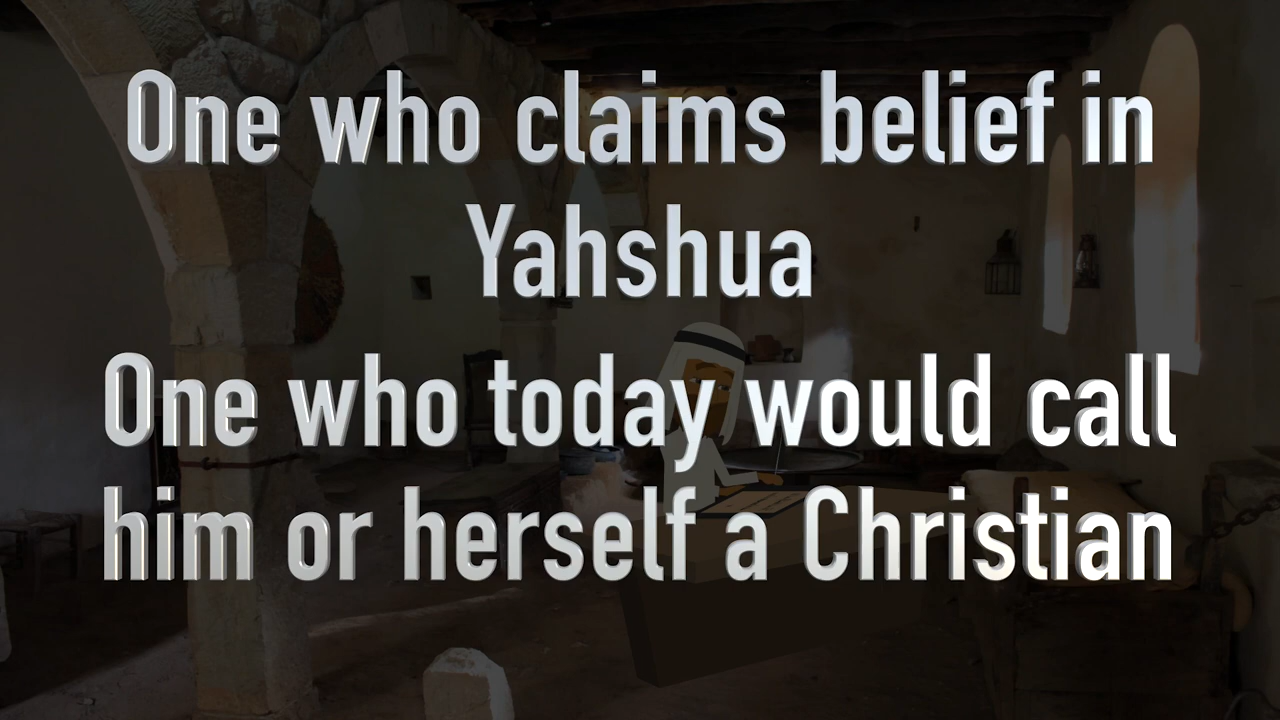 One who claims belief in
Yahshua
One who today would call
him or herself a Christian